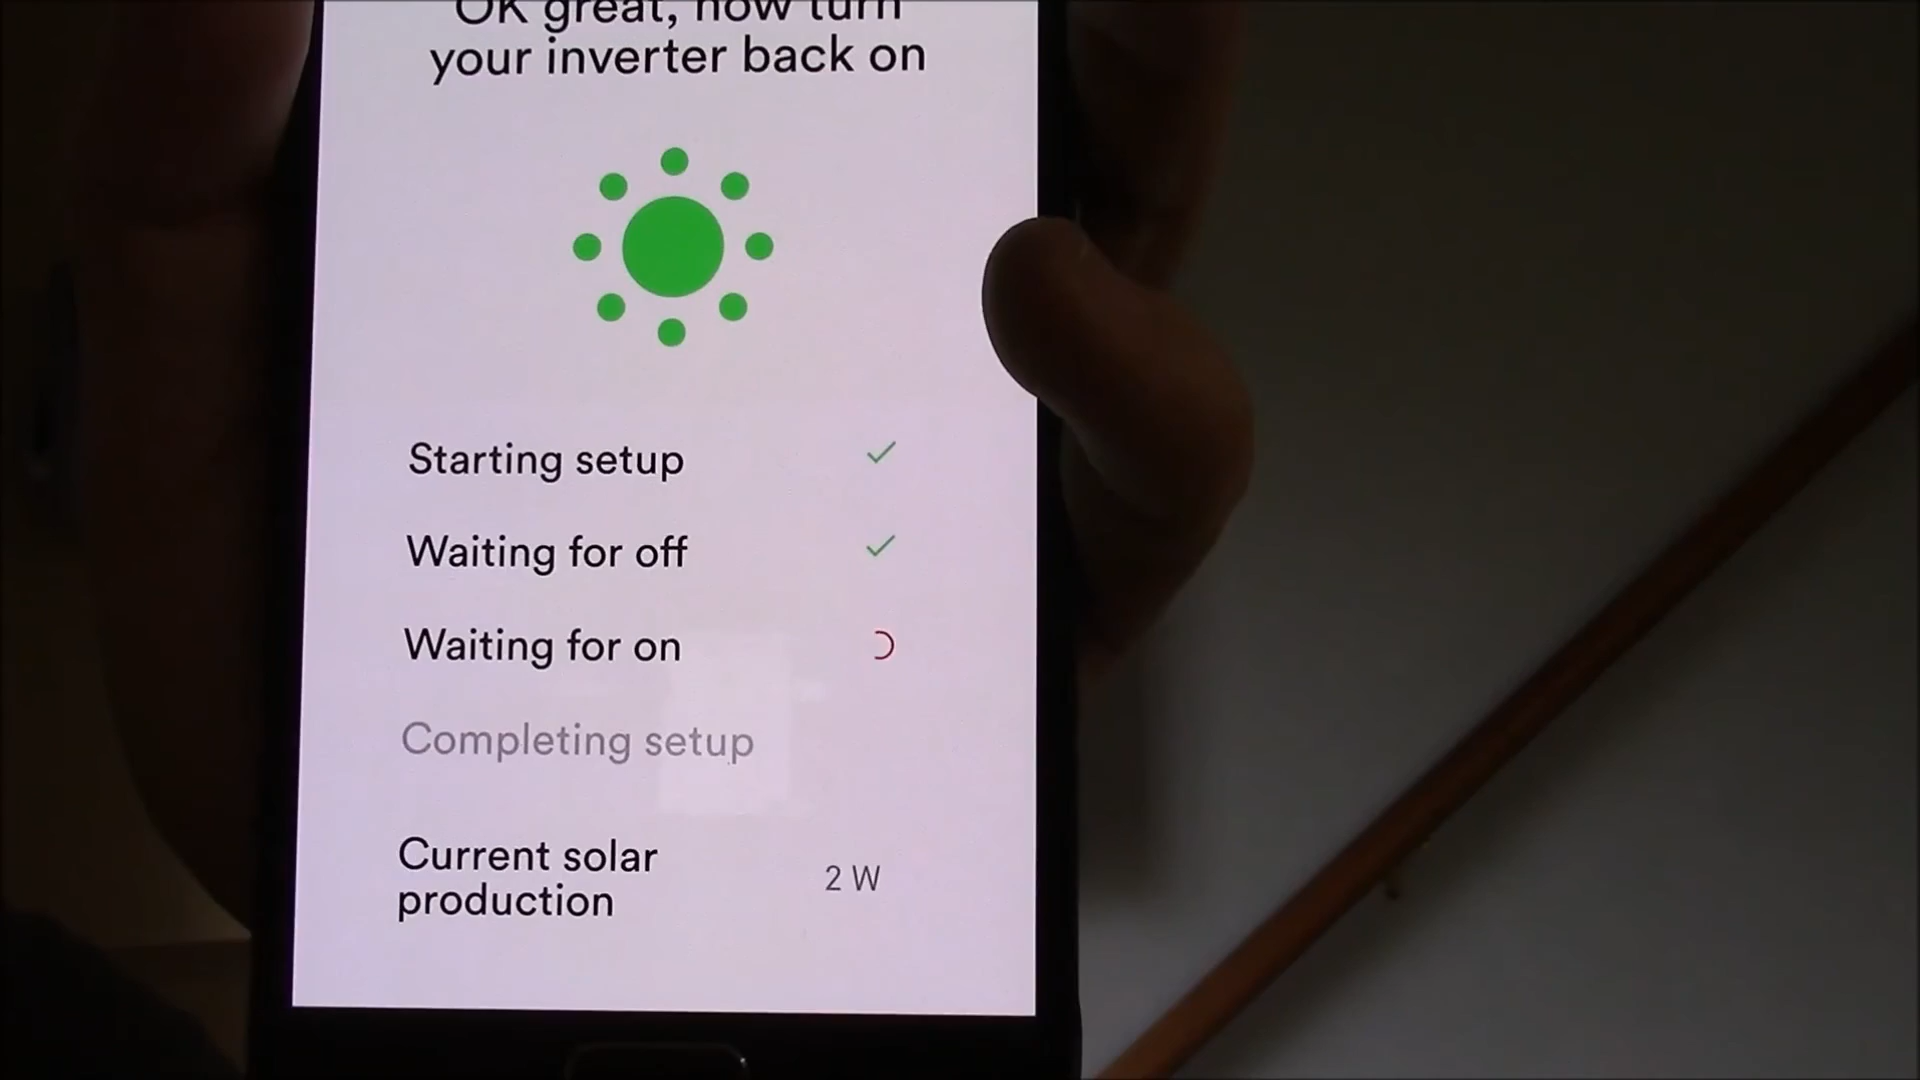 OK great, now turn
your inverter back on
Starting setup
Waiting for off
Waiting for on
Completing setup
Current solar
production
2 W